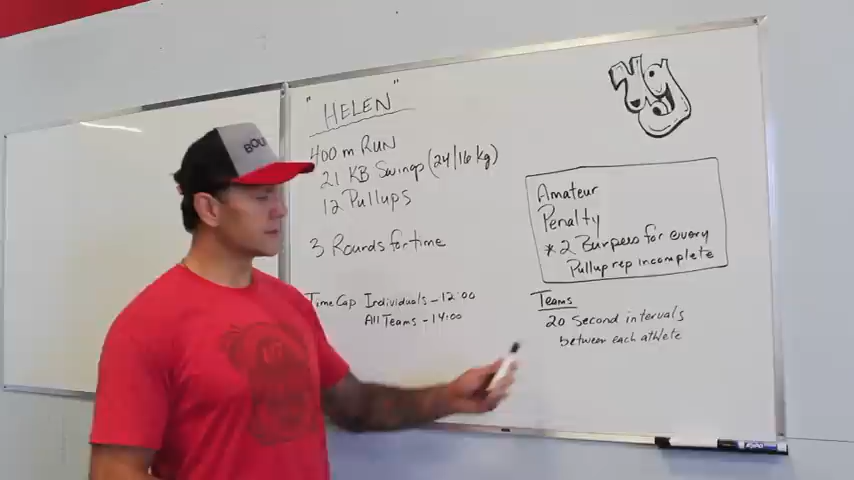 BOU
"HELEN"
400 m RUN
21 KB Swings (24/16 kg)
12 Pullups
3 Rounds for time
Time Cap Individuals - 12:00
All Teams - 14:00
Amateur
Penalty
* 2 Burpees for every
Pullup rep incomplete
Teams
20 Second intervals
between each athlete
EXPO